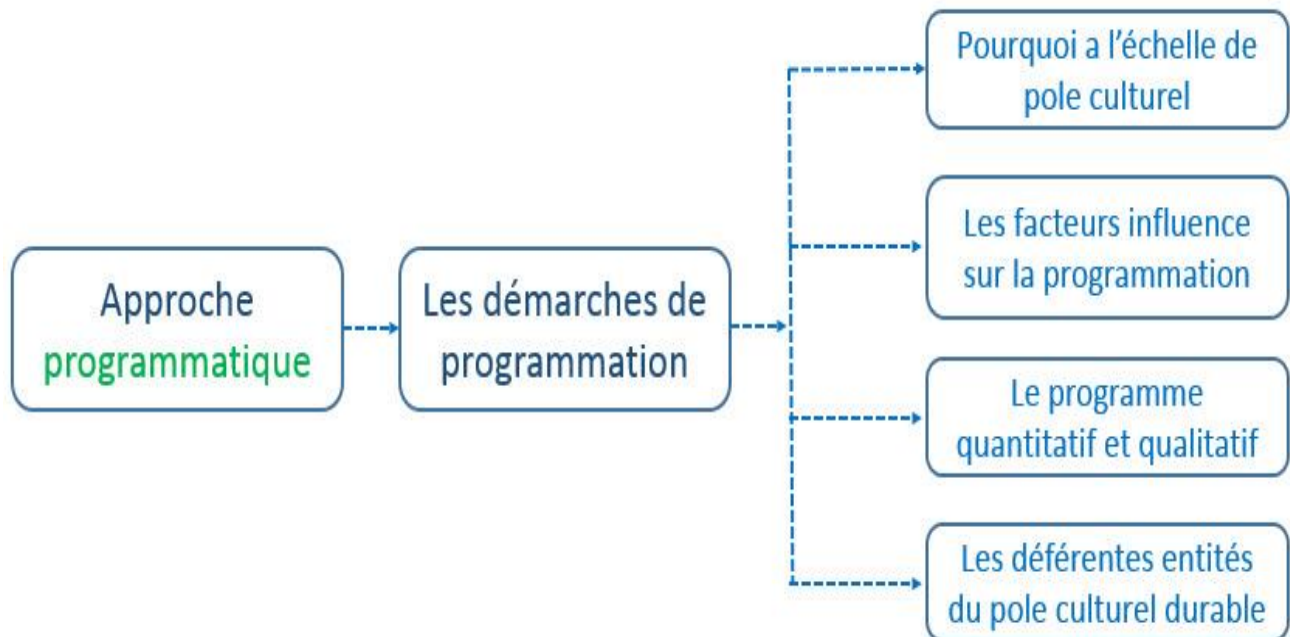 Approche
programmatique
Les démarches de
programmation
Pourquoi a l'échelle de
pole culturel
Les facteurs influence
sur la programmation
Le programme
quantitatif et qualitatif
Les déférentes entités
du pole culturel durable